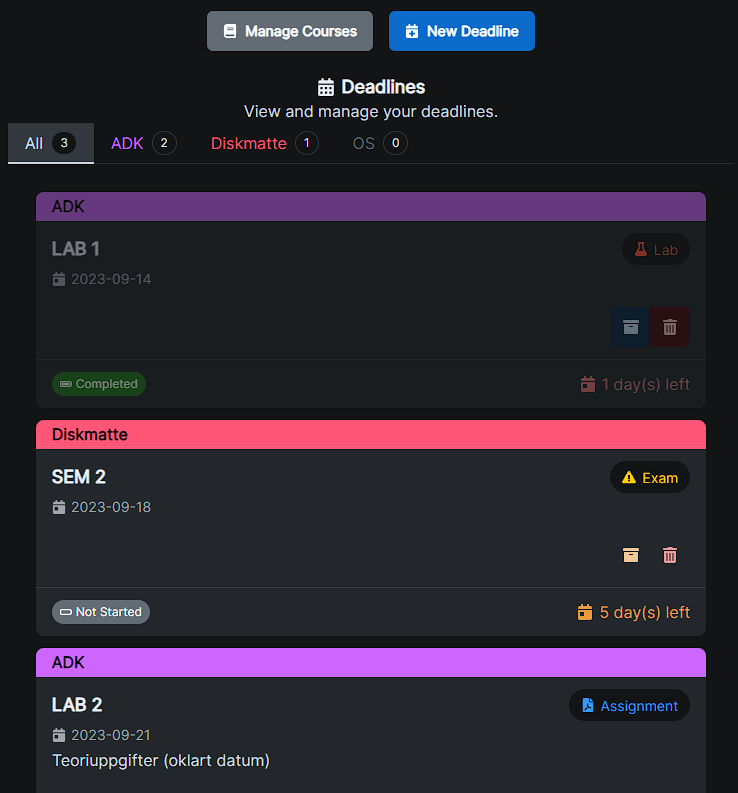 Manage Courses New Deadline
Deadlines
View and manage your deadlines.
All 3 ADK 2 Diskmatte 1 OS 0
ADK
LAB 1 Lab
2023-09-14
Completed 1 day(s) left
Diskmatte
SEM 2 Exam
2023-09-18
Not Started 5 day(s) left
ADK
LAB 2 Assignment
2023-09-21
Teoriuppgifter (oklart datum)